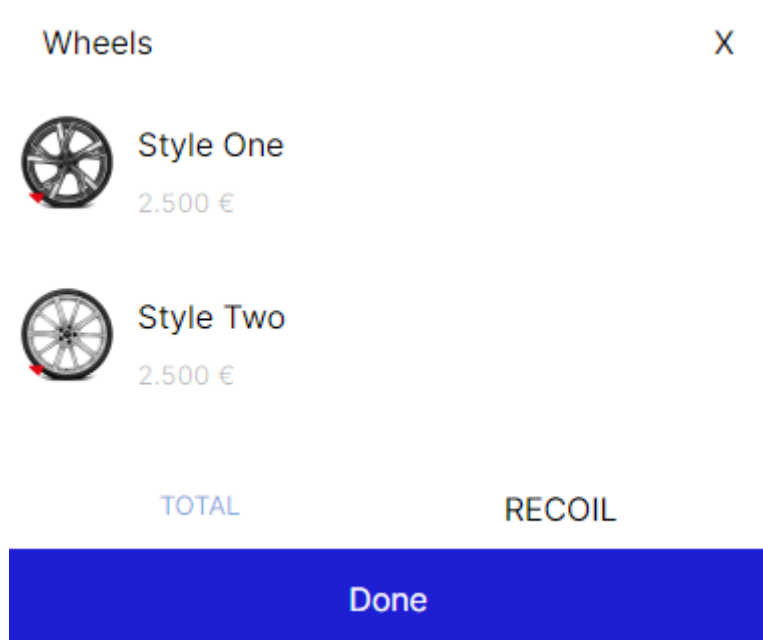 Wheels X
Style One
2.500 €
Style Two
2.500 €
TOTAL RECOIL
Done